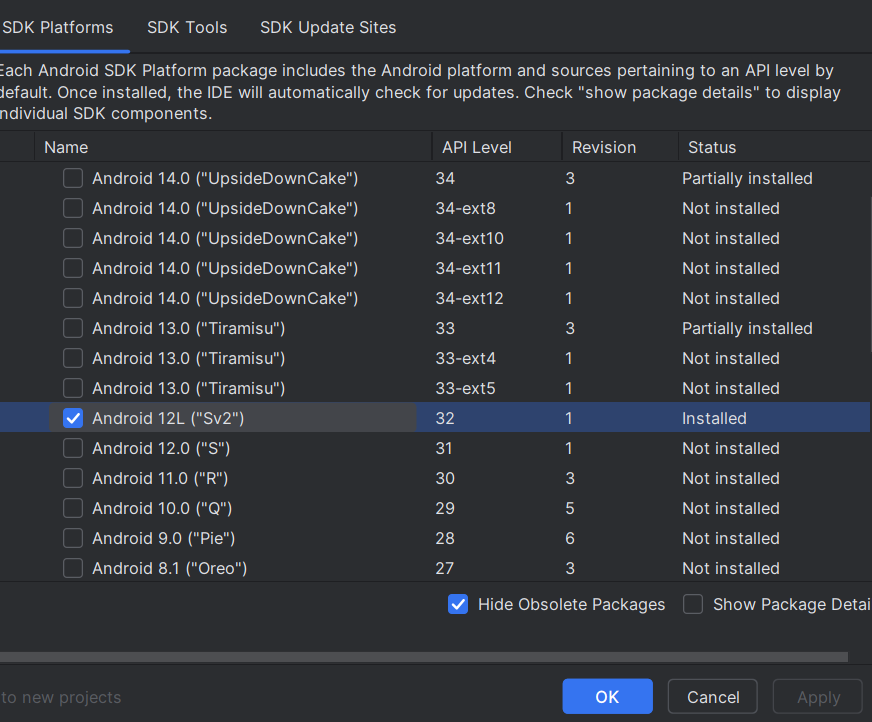 SDK Platforms SDK Tools SDK Update Sites
Each Android SDK Platform package includes the Android platform and sources pertaining to an API level by
default. Once installed, the IDE will automatically check for updates. Check "show package details" to display
individual SDK components.
Name API Level Revision Status
Android 14.0 ("UpsideDownCake") 34 3 Partially installed
Android 14.0 ("UpsideDownCake") 34-ext8 1 Not installed
Android 14.0 ("UpsideDownCake") 34-ext10 1 Not installed
Android 14.0 ("UpsideDownCake") 34-ext11 1 Not installed
Android 14.0 ("UpsideDownCake") 34-ext12 1 Not installed
Android 13.0 ("Tiramisu") 33 3 Partially installed
Android 13.0 ("Tiramisu") 33-ext4 1 Not installed
Android 13.0 ("Tiramisu") 33-ext5 1 Not installed
Android 12L ("Sv2") 32 1 Installed
Android 12.0 ("S") 31 1 Not installed
Android 11.0 ("R") 30 3 Not installed
Android 10.0 ("Q") 29 5 Not installed
Android 9.0 ("Pie") 28 6 Not installed
Android 8.1 ("Oreo") 27 3 Not installed
Hide Obsolete Packages Show Package Detai
to new projects OK Cancel Apply